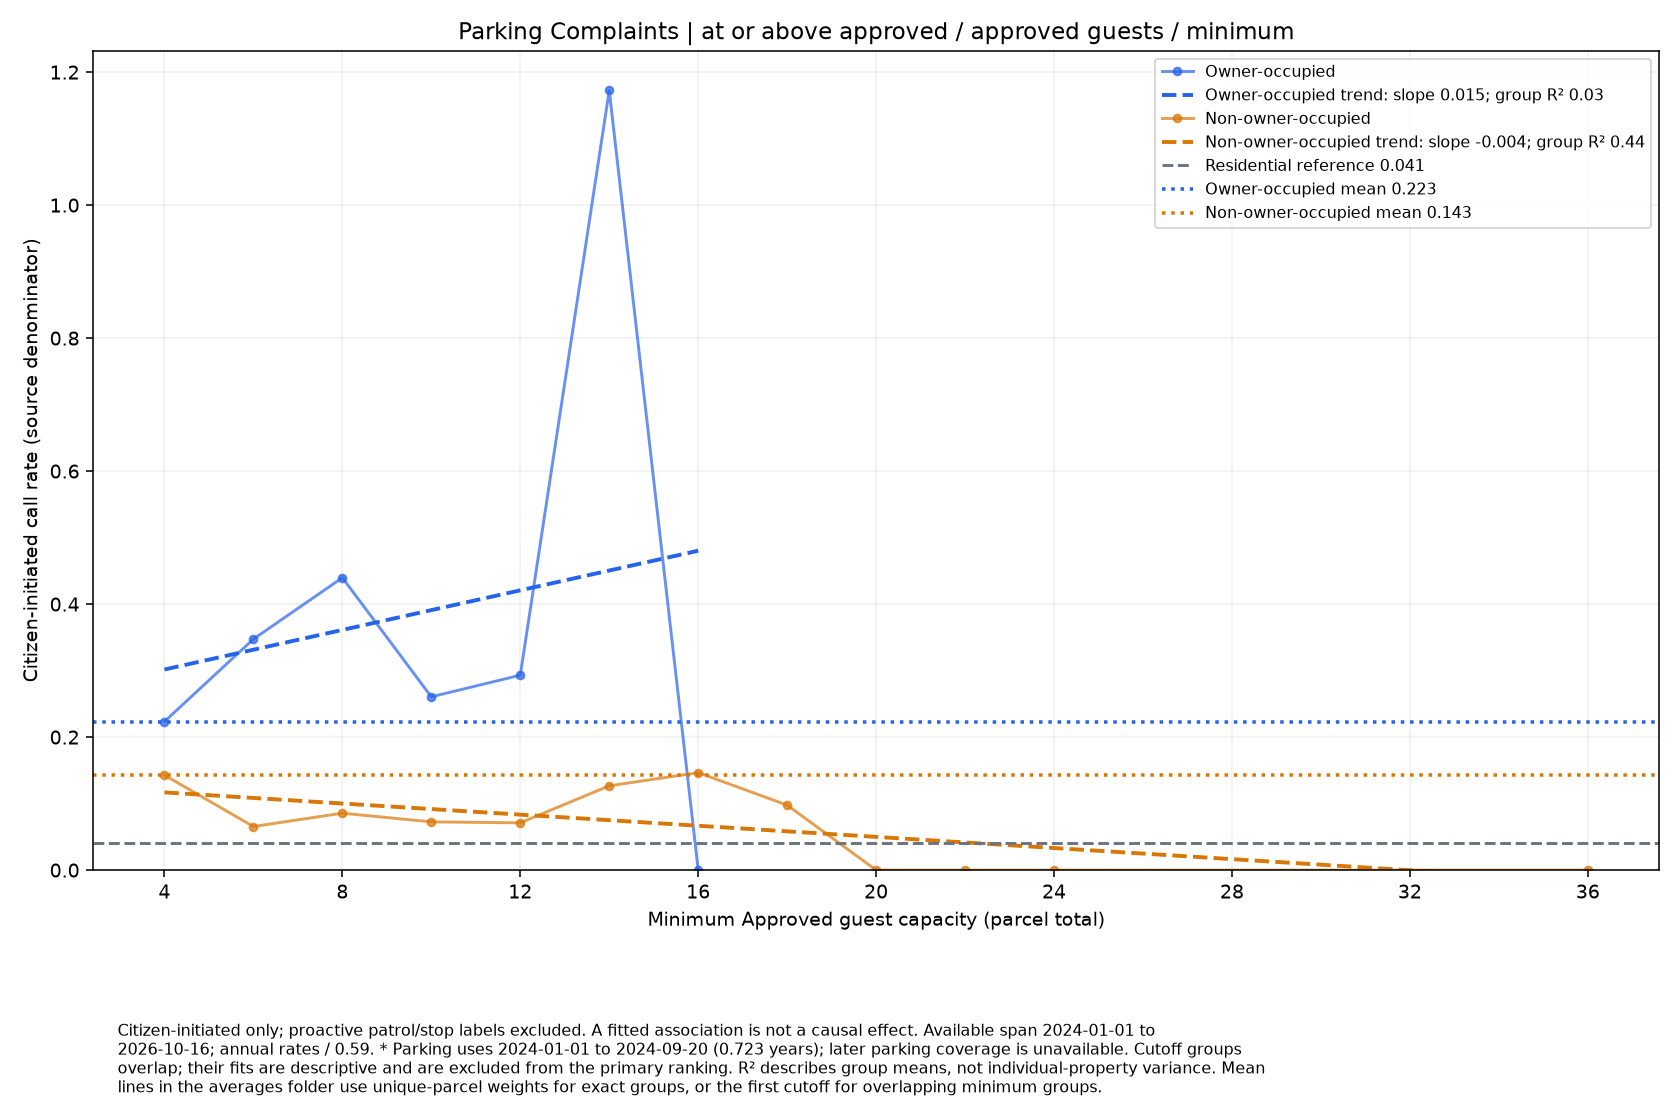 Parking Complaints | at or above approved / approved guests / minimum
Owner-occupied
Owner-occupied trend: slope 0.015; group R² 0.03
Non-owner-occupied
Non-owner-occupied trend: slope -0.004; group R² 0.44
Residential reference 0.041
Owner-occupied mean 0.223
Non-owner-occupied mean 0.143
Citizen-initiated call rate (source denominator)
1.2
1.0
0.8
0.6
0.4
0.2
0.0
4 8 12 16 20 24 28 32 36
Minimum Approved guest capacity (parcel total)
Citizen-initiated only; proactive patrol/stop labels excluded. A fitted association is not a causal effect. Available span 2024-01-01 to
2026-10-16; annual rates / 0.59. * Parking uses 2024-01-01 to 2024-09-20 (0.723 years); later parking coverage is unavailable. Cutoff groups
overlap; their fits are descriptive and are excluded from the primary ranking. R² describes group means, not individual-property variance. Mean
lines in the averages folder use unique-parcel weights for exact groups, or the first cutoff for overlapping minimum groups.